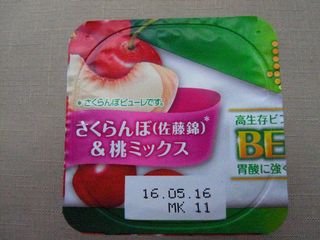 ●さくらんぼピューレです。
さくらんぼ(佐藤錦)*
&桃ミックス
高生存ビ
BE
胃酸に強く
16.05.16
MK 11